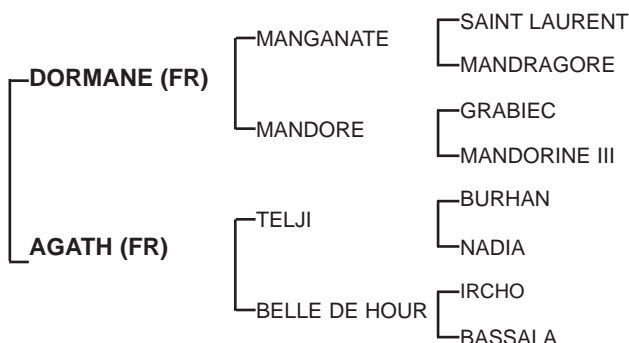 SAINT LAURENT
MANGANATE
MANDRAGORE
DORMANE (FR)
GRABIEC
MANDORE
MANDORINE III
BURHAN
TELJI
NADIA
AGATH (FR)
IRCHO
BELLE DE HOUR
BASSALA